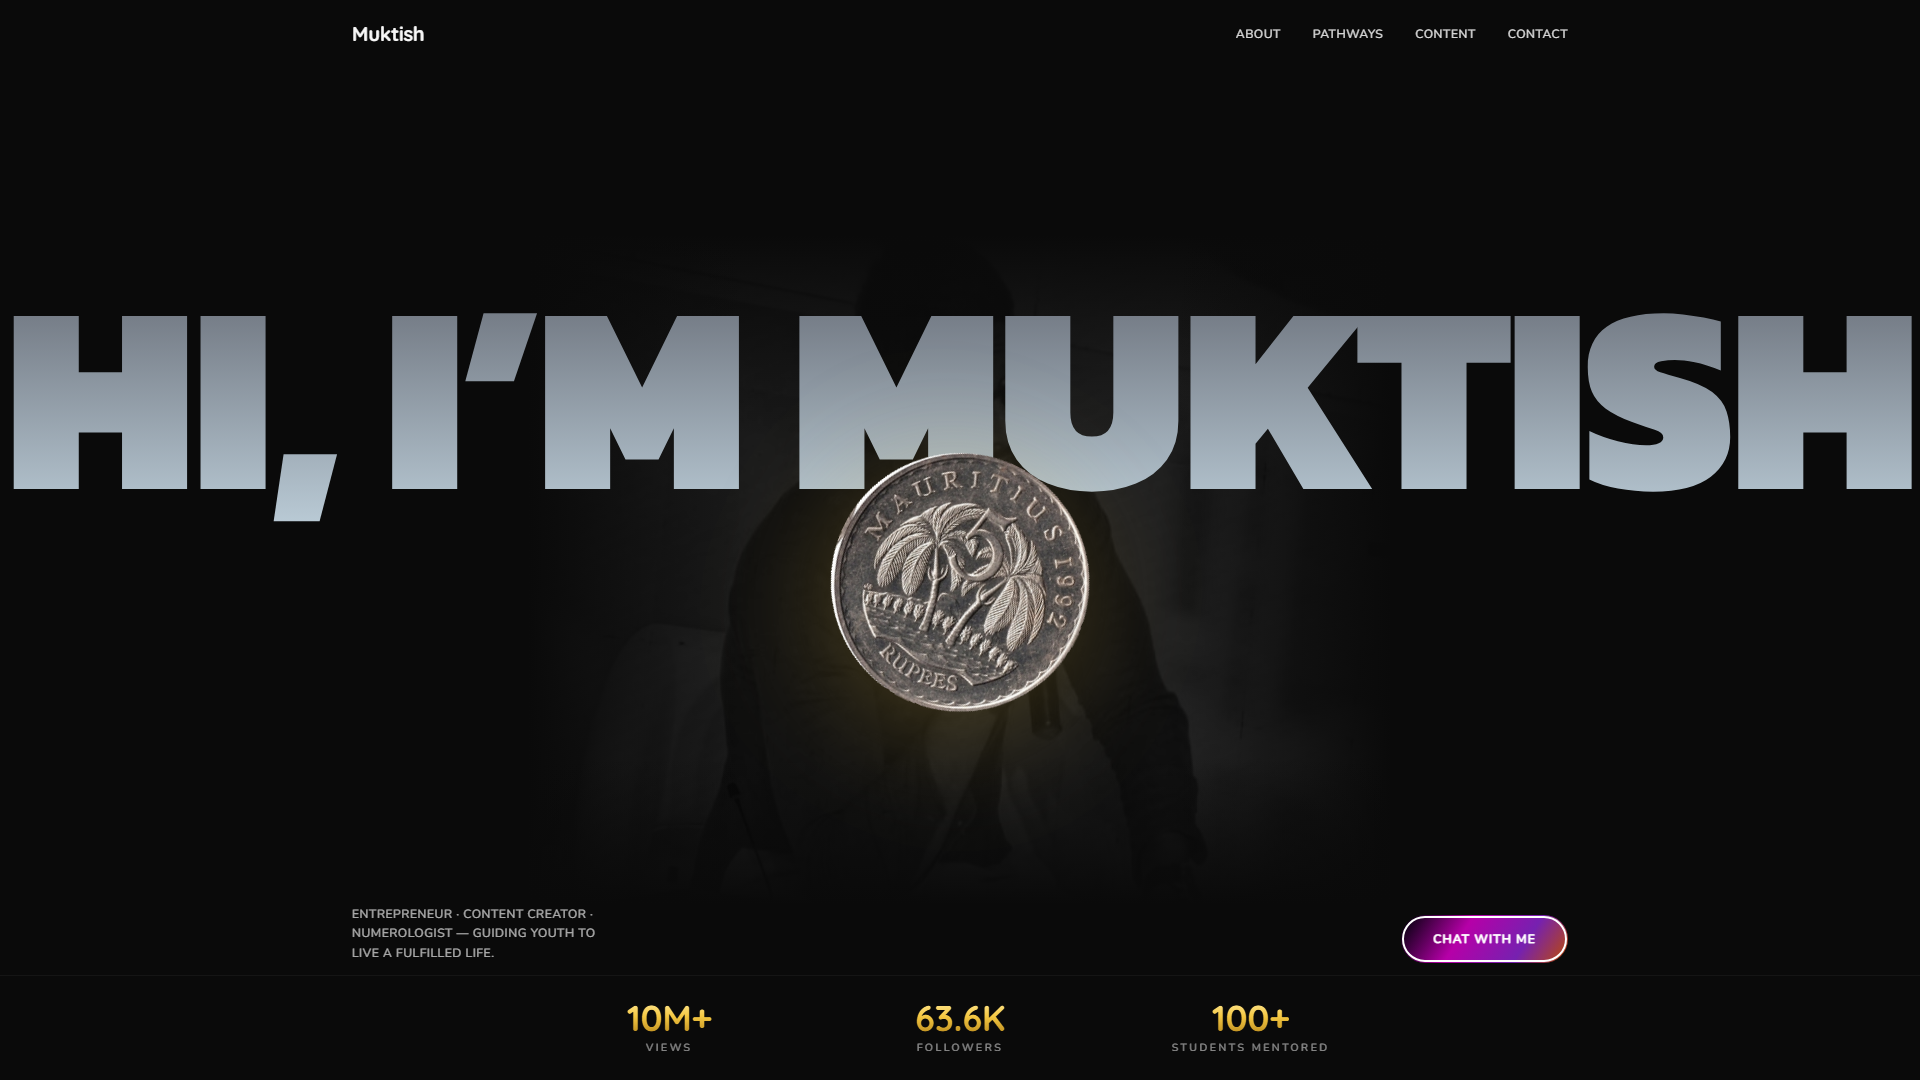 Muktish
ABOUT PATHWAYS CONTENT CONTACT
HI, I’M MUKTISH
MAURITIUS 1992
5
RUPEES
ENTREPRENEUR · CONTENT CREATOR ·
NUMEROLOGIST — GUIDING YOUTH TO
LIVE A FULFILLED LIFE.
CHAT WITH ME
10M+ 63.6K 100+
VIEWS FOLLOWERS STUDENTS MENTORED